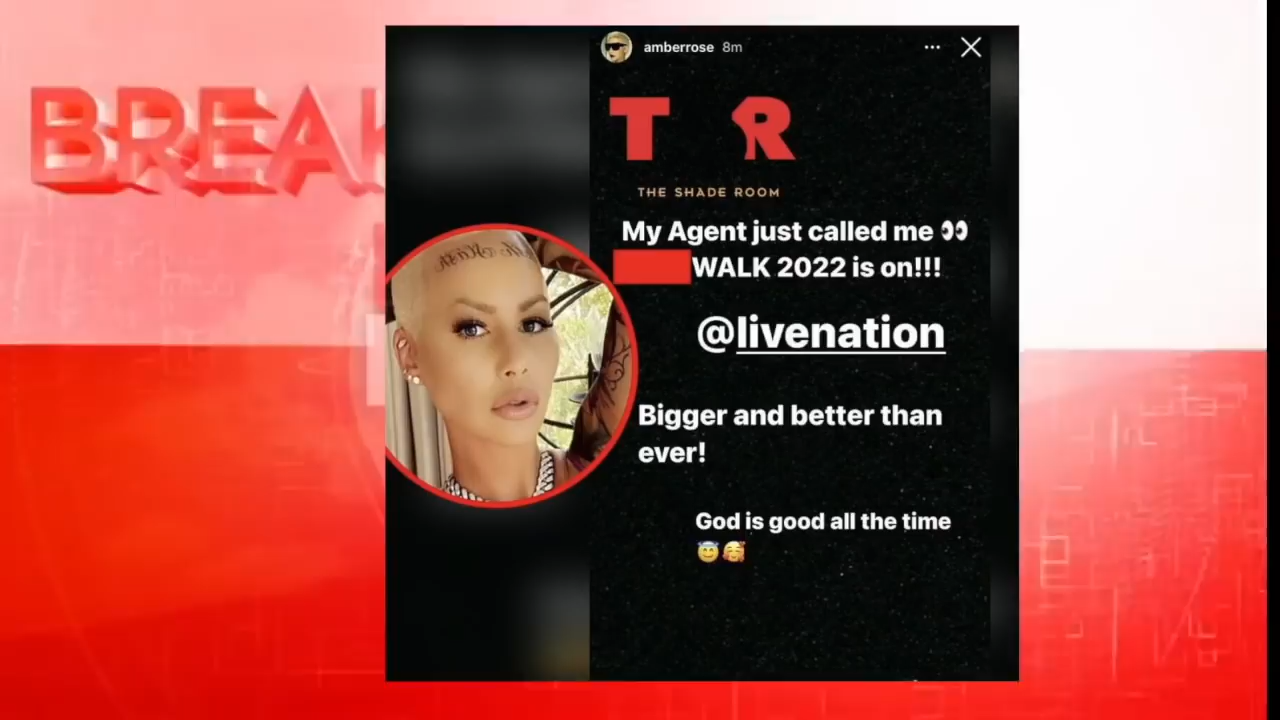 BREAK
amberrose 8m
T R
THE SHADE ROOM
My Agent just called me 👀
WALK 2022 is on!!!
@livenation
Bigger and better than
ever!
God is good all the time
😇🥰